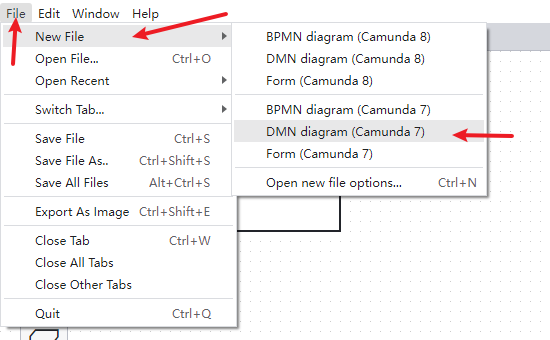 File Edit Window Help
New File
Open File... Ctrl+O
Open Recent
Switch Tab...
Save File Ctrl+S
Save File As.. Ctrl+Shift+S
Save All Files Alt+Ctrl+S
Export As Image Ctrl+Shift+E
Close Tab Ctrl+W
Close All Tabs
Close Other Tabs
Quit Ctrl+Q
BPMN diagram (Camunda 8)
DMN diagram (Camunda 8)
Form (Camunda 8)
BPMN diagram (Camunda 7)
DMN diagram (Camunda 7)
Form (Camunda 7)
Open new file options... Ctrl+N